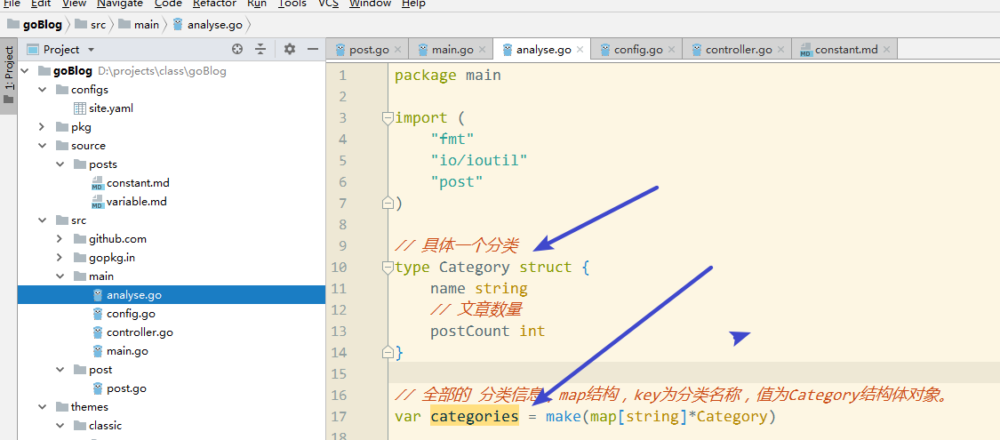 File Edit View Navigate Code Refactor Run Tools VCS Window Help
goBlog src main analyse.go
1: Project
Project
goBlog D:\projects\class\goBlog
configs
site.yaml
pkg
source
posts
constant.md
variable.md
src
github.com
gopkg.in
main
analyse.go
config.go
controller.go
main.go
post
post.go
themes
classic
post.go main.go analyse.go config.go controller.go constant.md
1 package main
2
3 import (
4 "fmt"
5 "io/ioutil"
6 "post"
7 )
8
9 // 具体一个分类
10 type Category struct {
11 name string
12 // 文章数量
13 postCount int
14 }
15
16 // 全部的 分类信息，map结构，key为分类名称，值为Category结构体对象。
17 var categories = make(map[string]*Category)
18